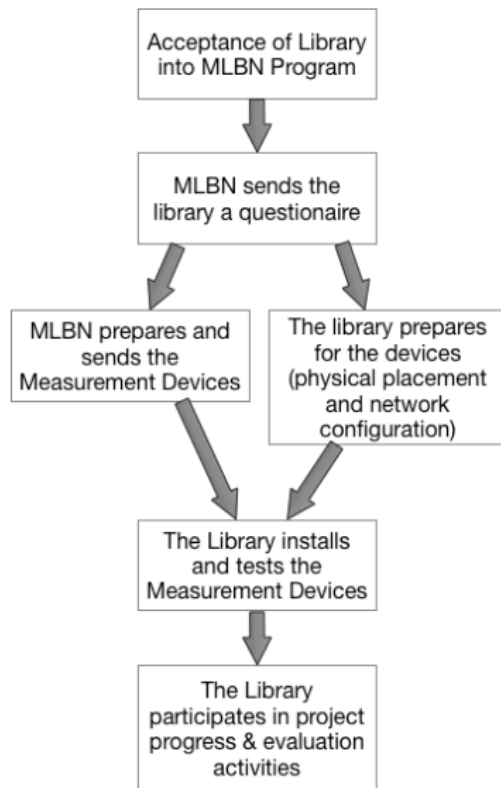 Acceptance of Library
into MLBN Program
MLBN sends the
library a questionaire
MLBN prepares and
sends the
Measurement Devices
The library prepares
for the devices
(physical placement
and network
configuration)
The Library installs
and tests the
Measurement Devices
The Library
participates in project
progress & evaluation
activities